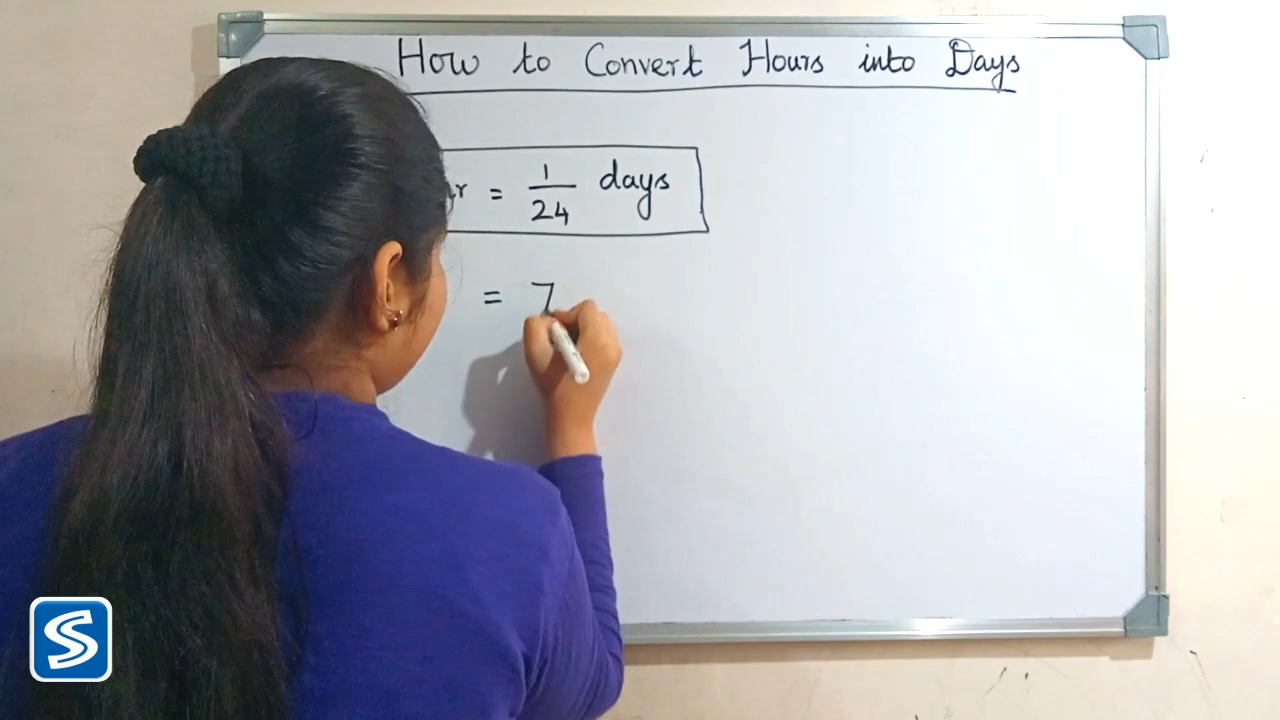 How to Convert Hours into Days
= 1/24 days
= 7
S